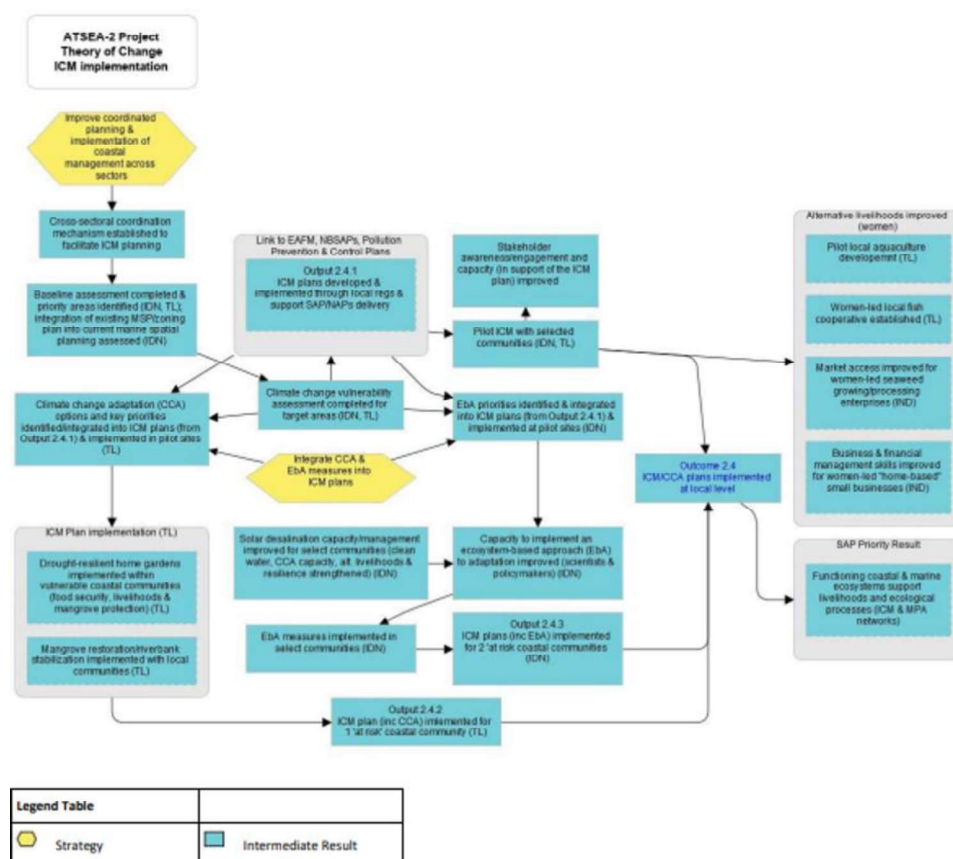 ATSEA-2 Project
Theory of Change
ICM implementation
Improve coordinated
planning &
implementation of
coastal
management across
sectors
Cross-sectoral coordination
mechanism established to
facilitate ICM planning
Baseline assessment completed &
priority areas identified (IDN, TL);
integration of existing MSP/zoning
plan into current marine spatial
planning assessed (IDN)
Link to EAFM, NBSAPs, Pollution
Prevention & Control Plans
Output 2.4.1
ICM plans developed &
implemented through local regs &
support SAP/NAPs delivery
Stakeholder
awareness/engagement and
capacity (in support of the ICM
plan) improved
Pilot ICM with selected
communities (IDN, TL)
Alternative livelihoods improved
(women)
Pilot local aquaculture
developemnt (TL)
Women-led local fish
cooperative established (TL)
Market access improved for
women-led seaweed
growing/processing
enterprises (IND)
Business & financial
management skills improved
for women-led "home-based"
small businesses (IND)
Climate change adaptation (CCA)
options and key priorities
identified/integrated into ICM plans
(from Output 2.4.1) & implemented
in pilot sites (TL)
Climate change vulnerability
assessment completed for
target areas (IDN, TL)
EbA priorities identified & integrated
into ICM plans (from Output 2.4.1) &
implemented at pilot sites (IDN)
Integrate CCA &
EbA measures into
ICM plans
Outcome 2.4
ICM/CCA plans implemented
at local level
ICM Plan implementation (TL)
Drought-resilient home gardens
implemented within
vulnerable coastal communities
(food security, livelihoods &
mangrove protection) (TL)
Mangrove restoration/riverbank
stabilization implemented with local
communities (TL)
Solar desalination capacity/management
improved for select communities (clean
water, CCA capacity, alt. livelihoods &
resilience strengthened) (IDN)
Capacity to implement an
ecosystem-based approach (EbA)
to adaptation improved (scientists &
policymakers) (IDN)
EbA measures implemented in
select communities (IDN)
Output 2.4.3
ICM plans (inc EbA) implemented
for 2 'at risk coastal communities
(IDN)
SAP Priority Result
Functioning coastal & marine
ecosystems support
livelihoods and ecological
processes (ICM & MPA
networks)
Output 2.4.2
ICM plan (inc CCA) imlemented for
1 'at risk' coastal community (TL)
Legend Table
Strategy
Intermediate Result